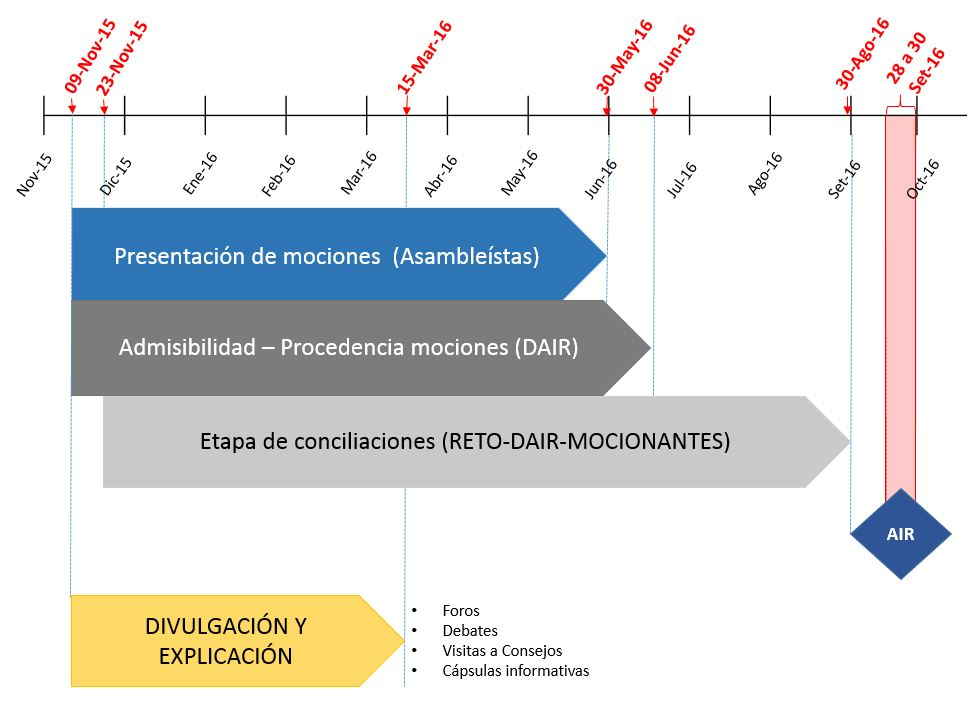 09-Nov-15
23-Nov-15
15-Mar-16
30-May-16
08-Jun-16
30-Ago-16
28 a 30
Set-16
Nov-15
Dic-15
Ene-16
Feb-16
Mar-16
Abr-16
May-16
Jun-16
Jul-16
Ago-16
Set-16
Oct-16
Presentación de mociones (Asambleístas)
Admisibilidad – Procedencia mociones (DAIR)
Etapa de conciliaciones (RETO-DAIR-MOCIONANTES)
AIR
DIVULGACIÓN Y
EXPLICACIÓN
• Foros
• Debates
• Visitas a Consejos
• Cápsulas informativas